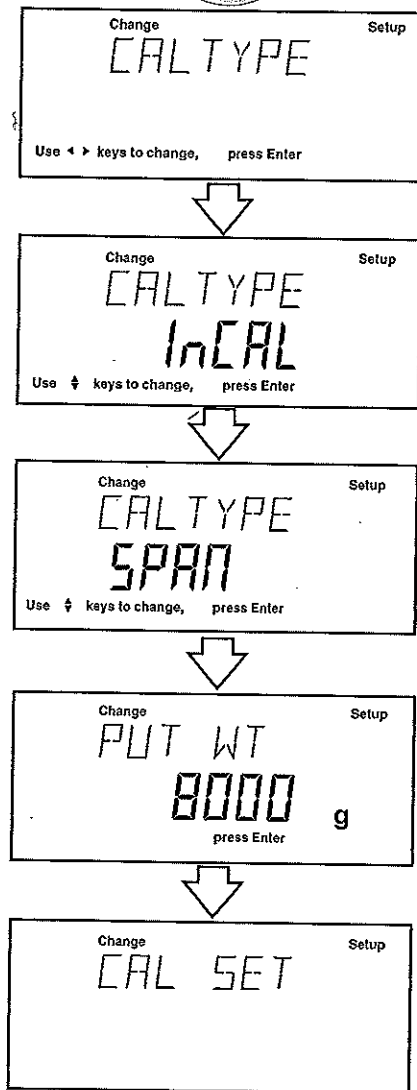 Change Setup
CALTYPE
Use ◄ ► keys to change, press Enter
Change Setup
CALTYPE
InCAL
Use ▲▼ keys to change, press Enter
Change Setup
CALTYPE
SPAN
Use ▲▼ keys to change, press Enter
Change Setup
PUT WT
8000 g
press Enter
Change Setup
CAL SET